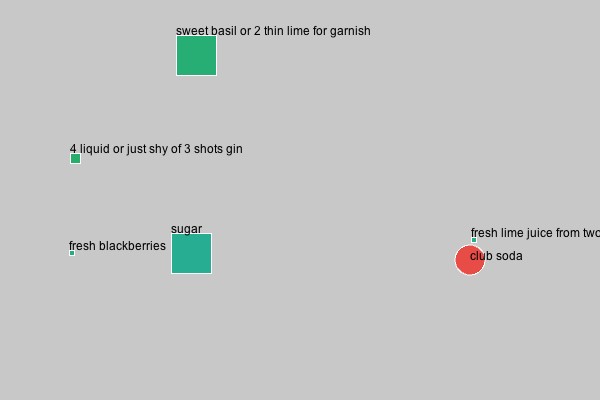 sweet basil or 2 thin lime for garnish
4 liquid or just shy of 3 shots gin
sugar
fresh lime juice from two
fresh blackberries
club soda